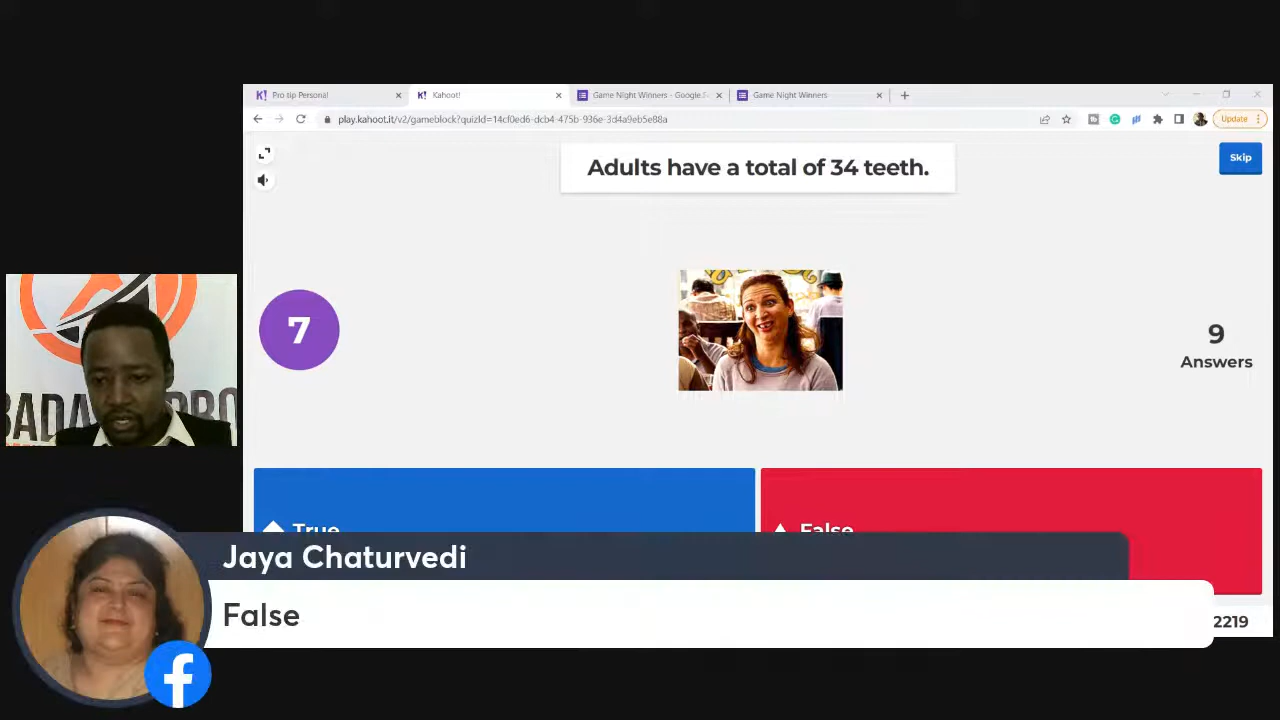 Pro tip Personal
Kahoot!
Game Night Winners - Google S
Game Night Winners
play.kahoot.it/v2/gameblock?quizId=14cf0ed6-dcb4-475b-936e-3d4a9eb5e88a
Update
Adults have a total of 34 teeth.
Skip
7
9
Answers
BADA
PRO
True
False
Jaya Chaturvedi
False
2219